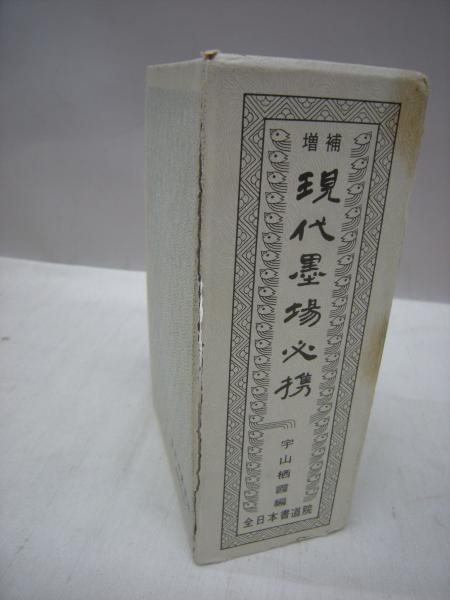 増補
現代墨場必携
宇山栖霞編
全日本書道院